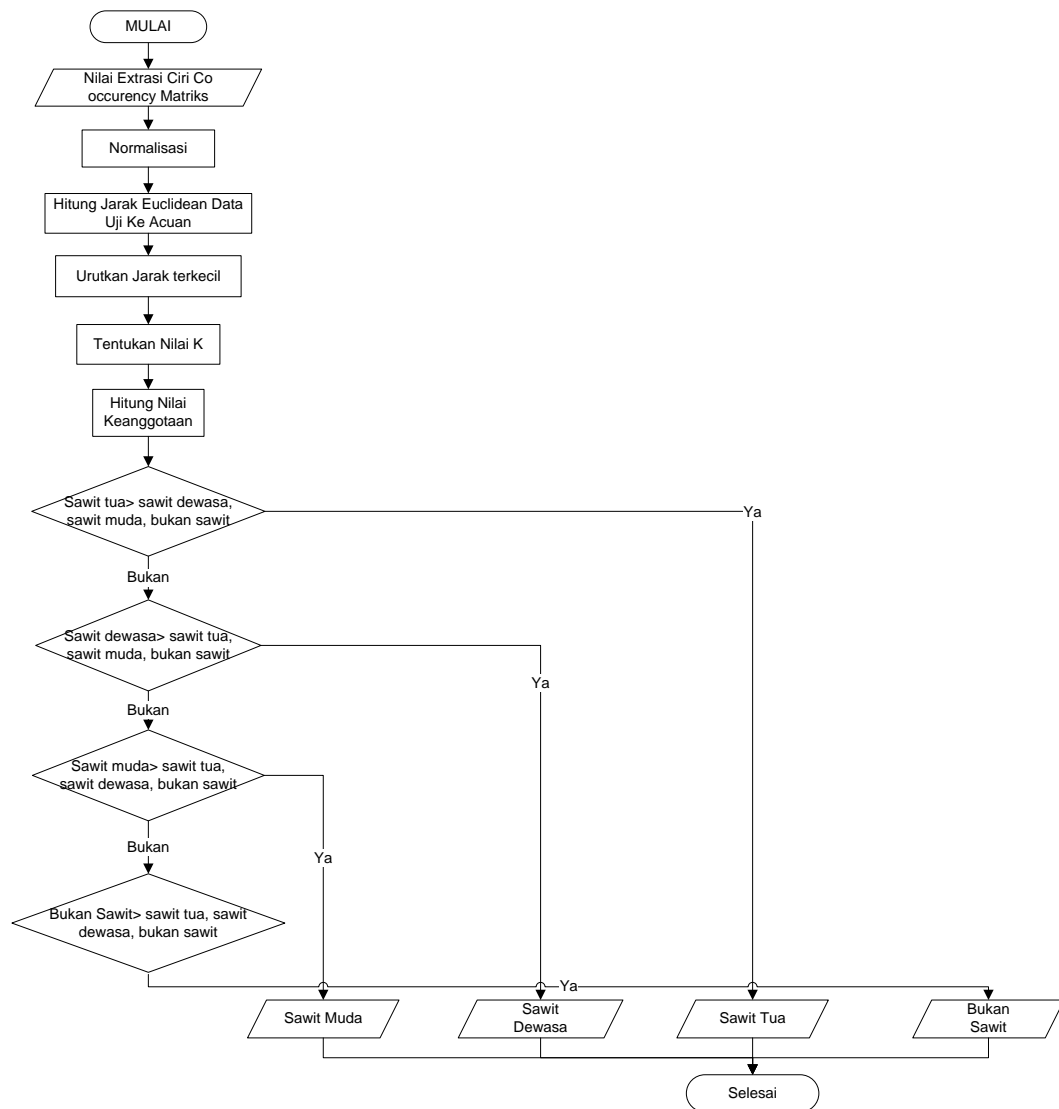 MULAI
Nilai Extrasi Ciri Co
occurency Matriks
Normalisasi
Hitung Jarak Euclidean Data
Uji Ke Acuan
Urutkan Jarak terkecil
Tentukan Nilai K
Hitung Nilai
Keanggotaan
Sawit tua> sawit dewasa,
sawit muda, bukan sawit
Ya
Bukan
Sawit dewasa> sawit tua,
sawit muda, bukan sawit
Ya
Bukan
Sawit muda> sawit tua,
sawit dewasa, bukan sawit
Ya
Bukan
Bukan Sawit> sawit tua, sawit
dewasa, bukan sawit
Ya
Sawit Muda
Sawit
Dewasa
Sawit Tua
Bukan
Sawit
Selesai